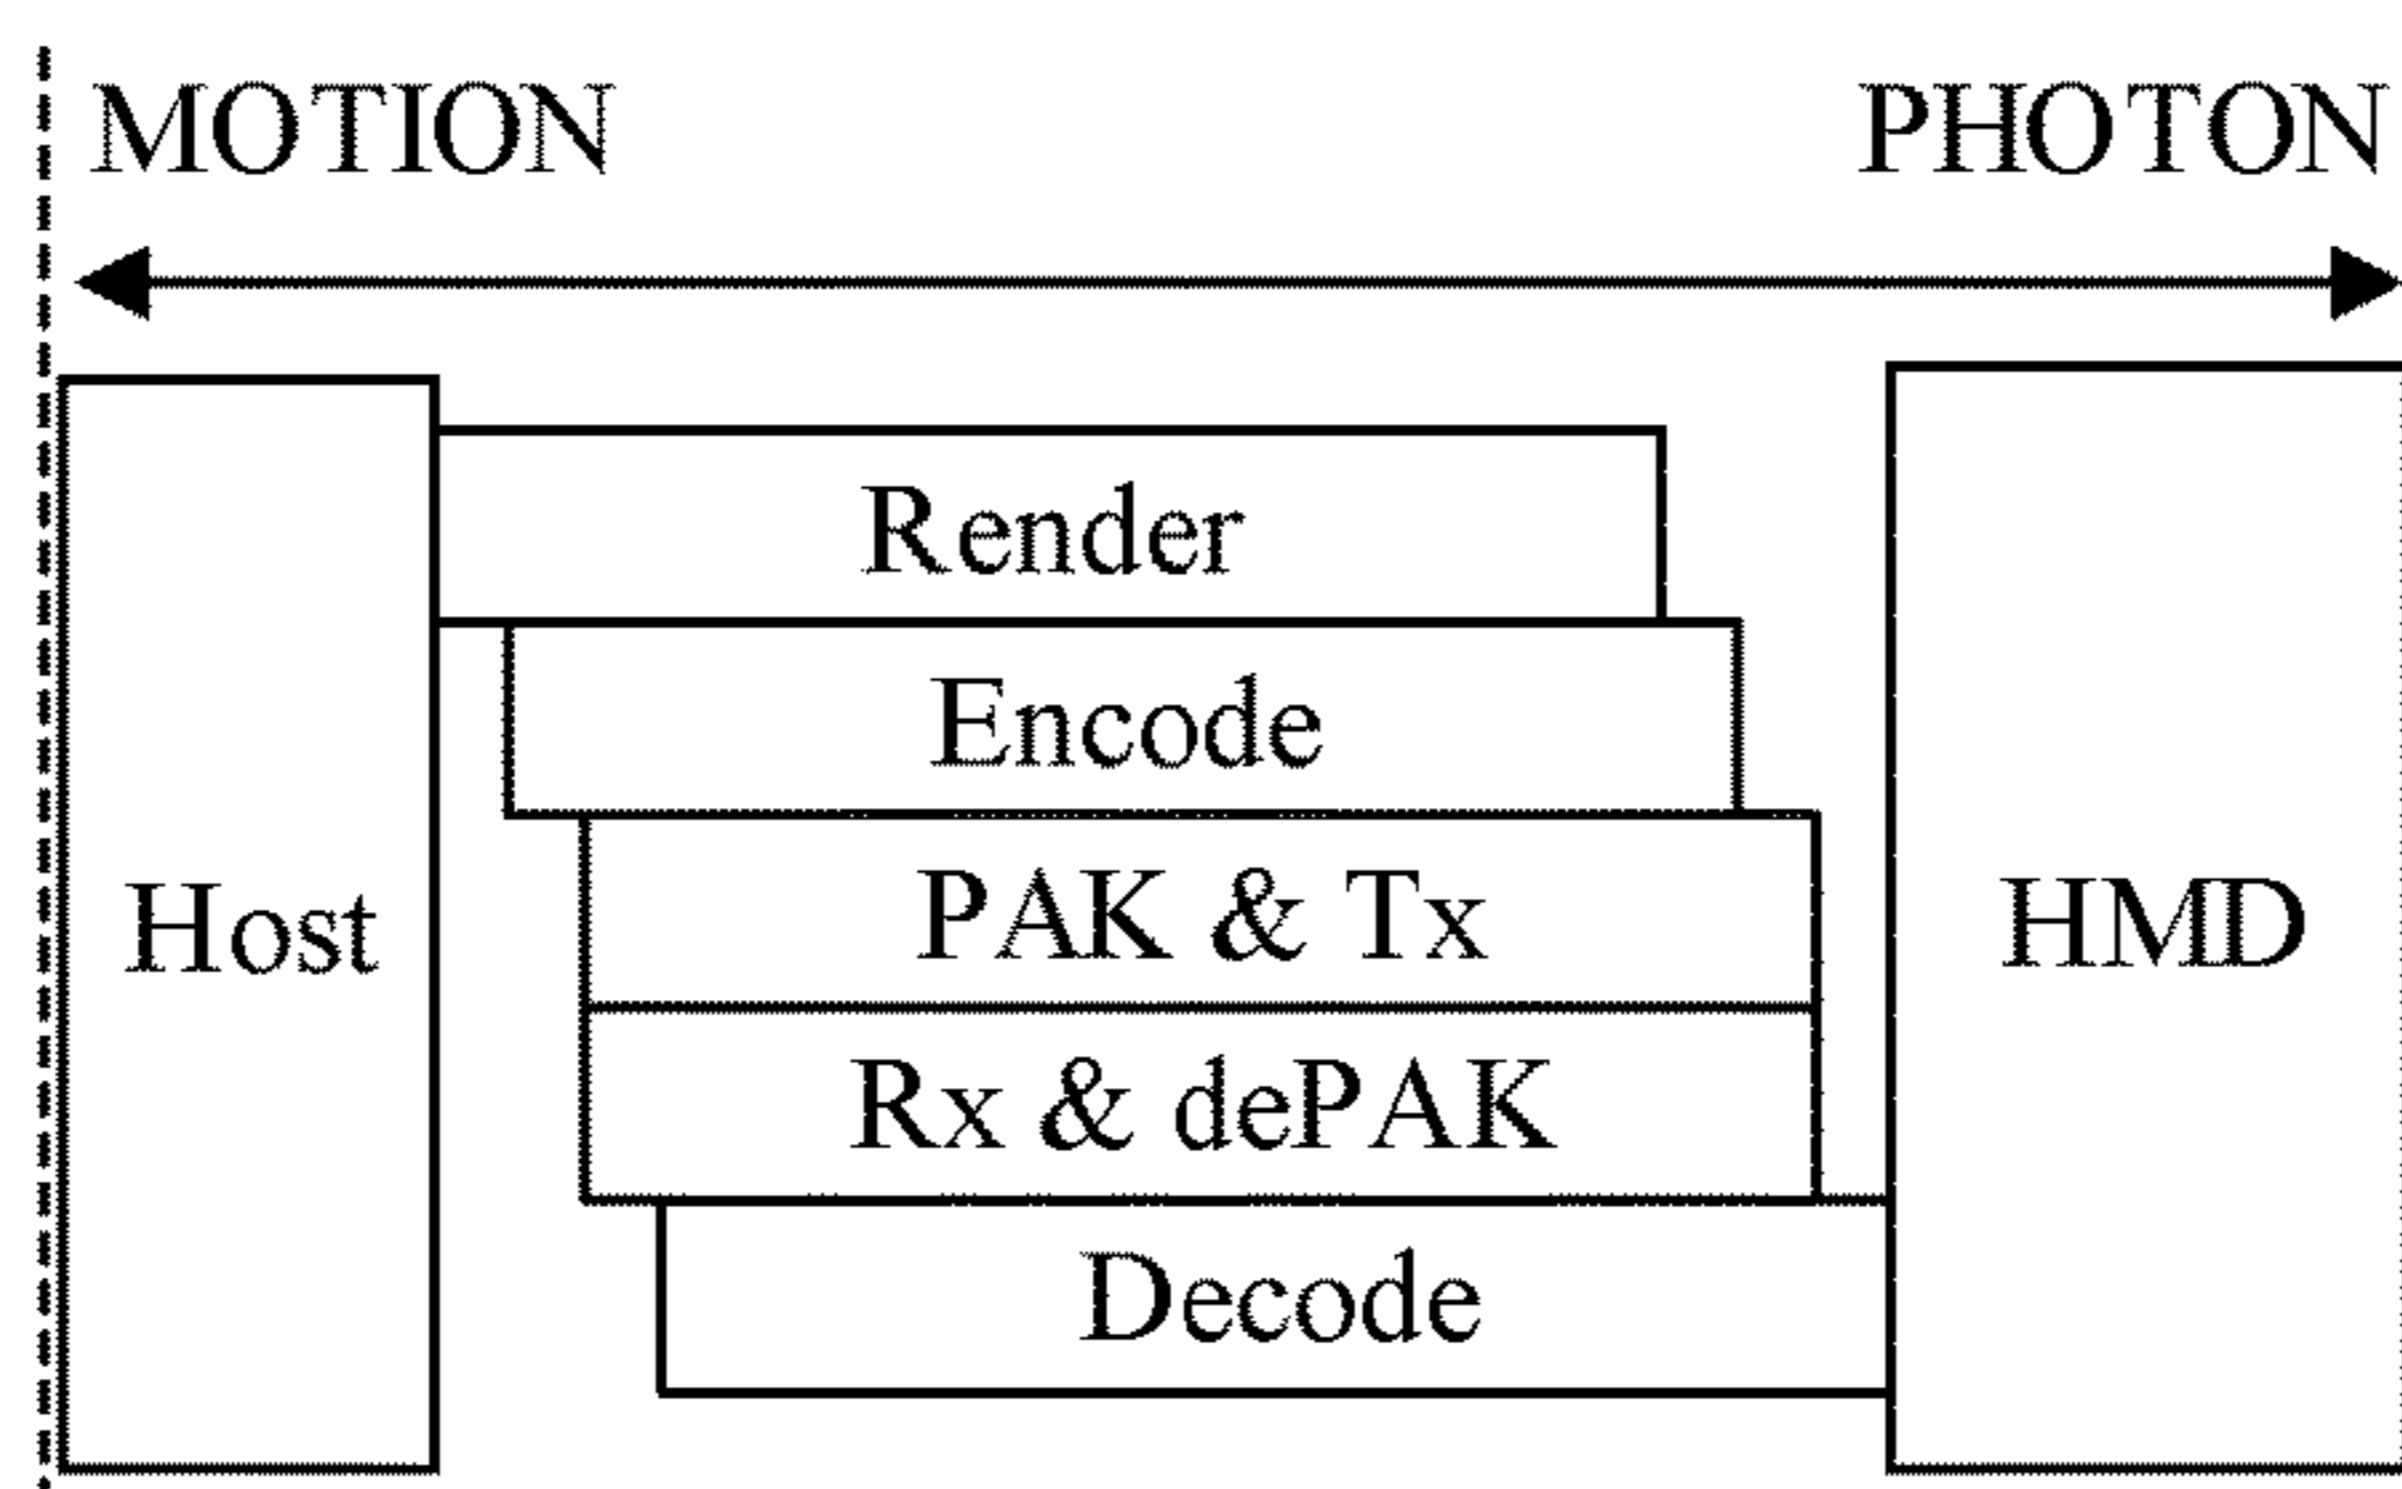 MOTION PHOTON
Render
Encode
Host PAK & Tx HMD
Rx & dePAK
Decode